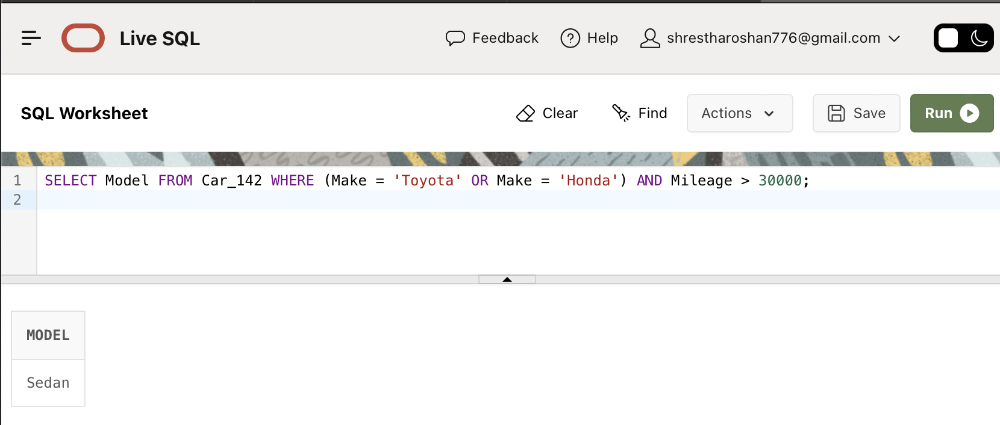 Live SQL Feedback Help shrestharoshan776@gmail.com
SQL Worksheet Clear Find Actions Save Run
1 SELECT Model FROM Car_142 WHERE (Make = 'Toyota' OR Make = 'Honda') AND Mileage > 30000;
2
MODEL
Sedan